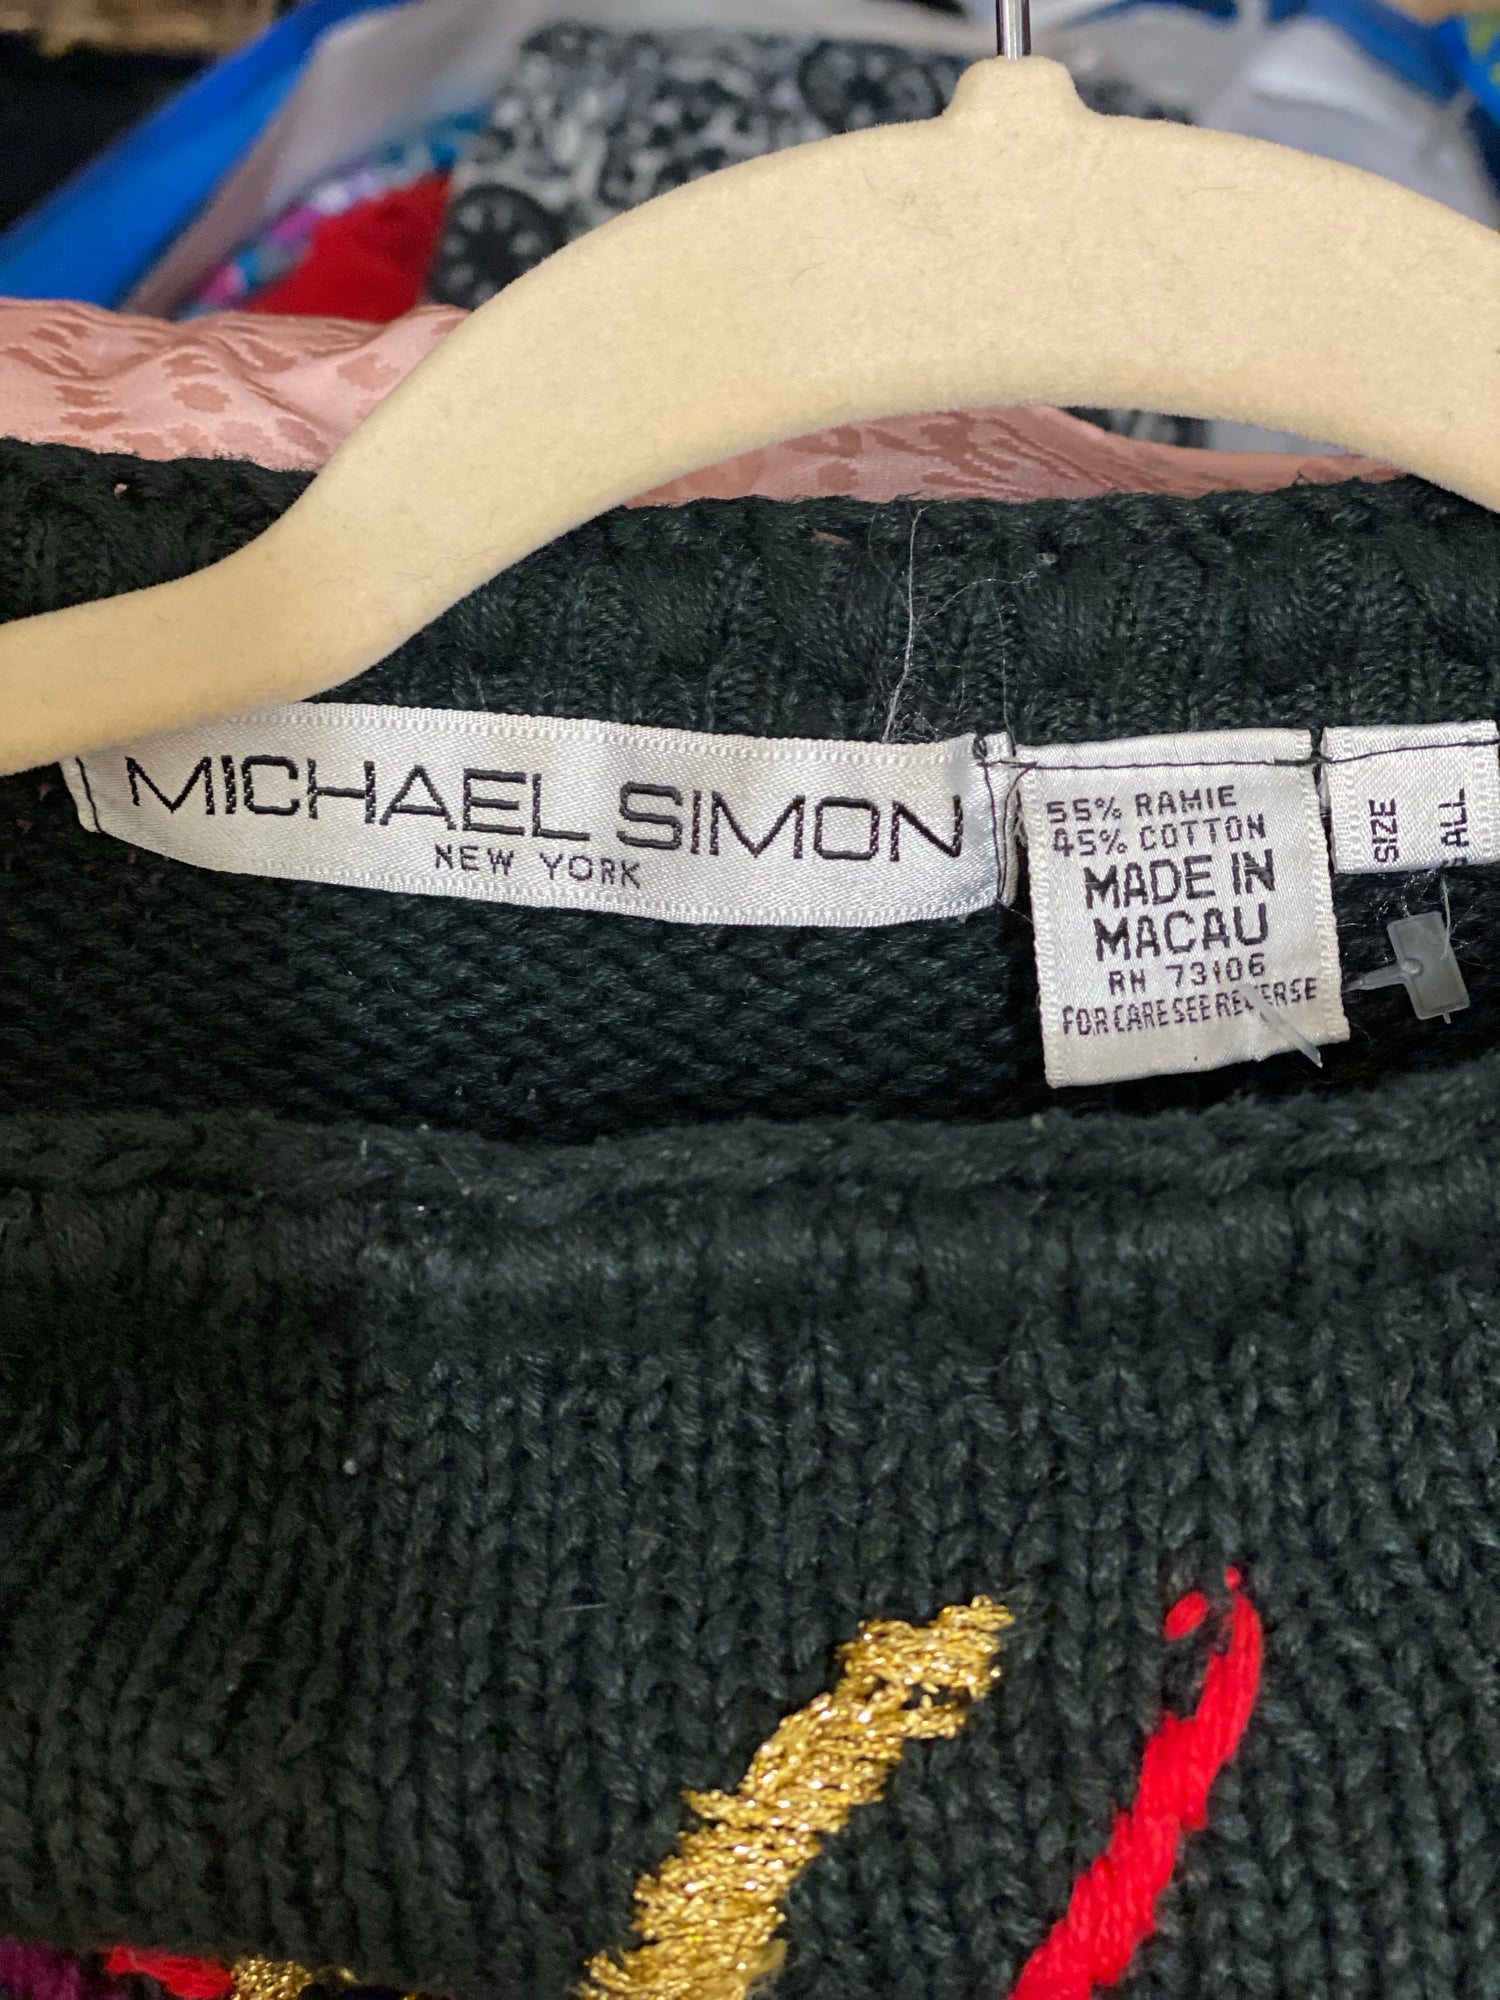 MICHAEL SIMON
NEW YORK
55% RAMIE
45% COTTON
MADE IN
MACAU
RN 73106
FOR CARE SEE REVERSE
SIZE